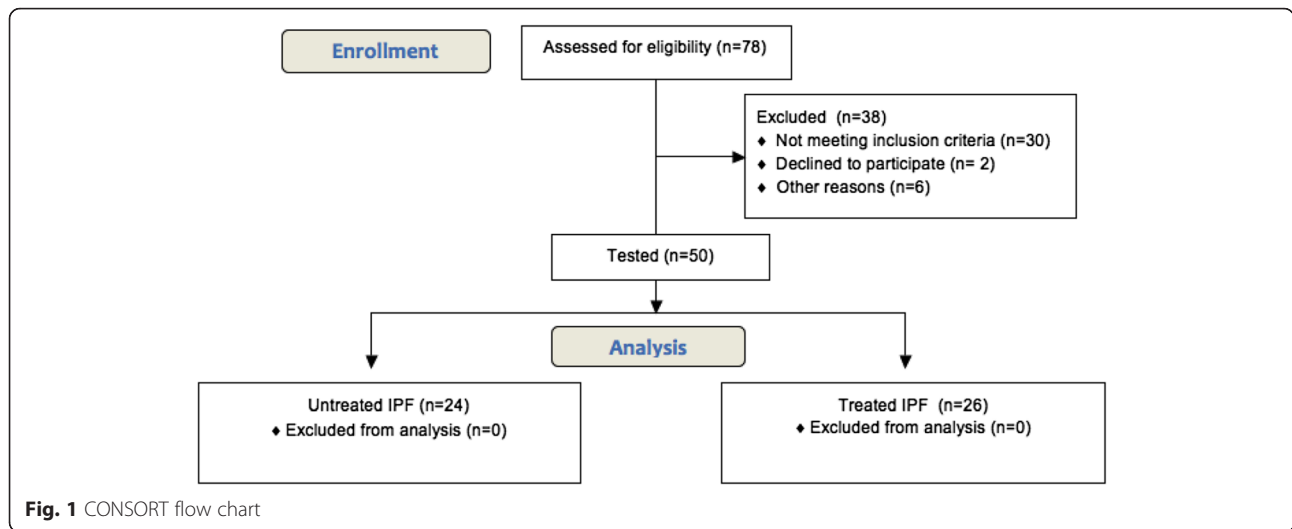 Enrollment
Assessed for eligibility (n=78)
Excluded (n=38)
♦ Not meeting inclusion criteria (n=30)
♦ Declined to participate (n= 2)
♦ Other reasons (n=6)
Tested (n=50)
Analysis
Untreated IPF (n=24)
♦ Excluded from analysis (n=0)
Treated IPF (n=26)
♦ Excluded from analysis (n=0)
Fig. 1 CONSORT flow chart